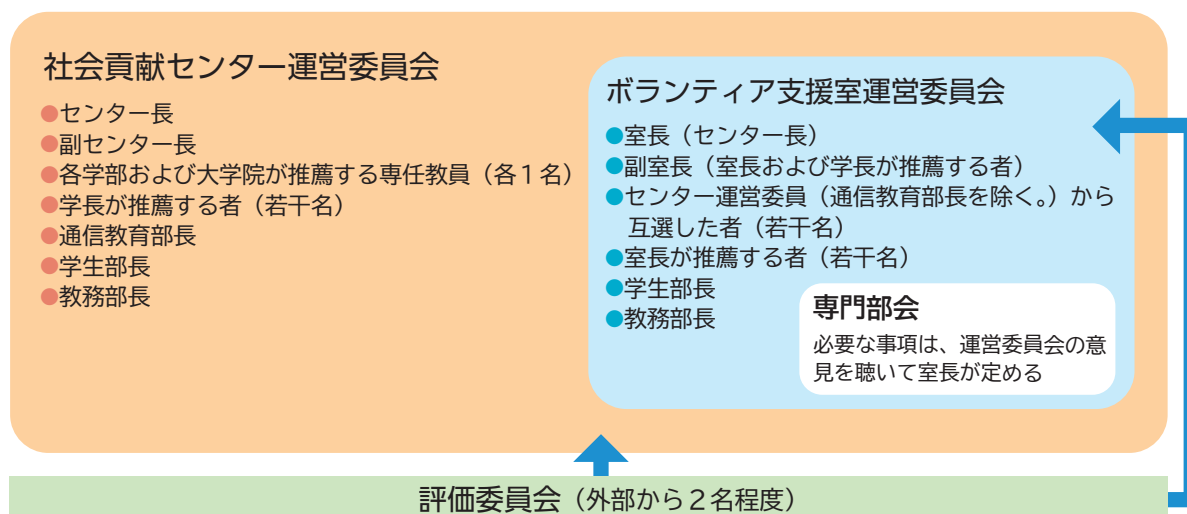 社会貢献センター運営委員会
●センター長
●副センター長
●各学部および大学院が推薦する専任教員（各１名）
●学長が推薦する者（若干名）
●通信教育部長
●学生部長
●教務部長
ボランティア支援室運営委員会
●室長（センター長）
●副室長（室長および学長が推薦する者）
●センター運営委員（通信教育部長を除く。）から
互選した者（若干名）
●室長が推薦する者（若干名）
●学生部長
●教務部長
専門部会
必要な事項は、運営委員会の意
見を聴いて室長が定める
評価委員会（外部から２名程度）